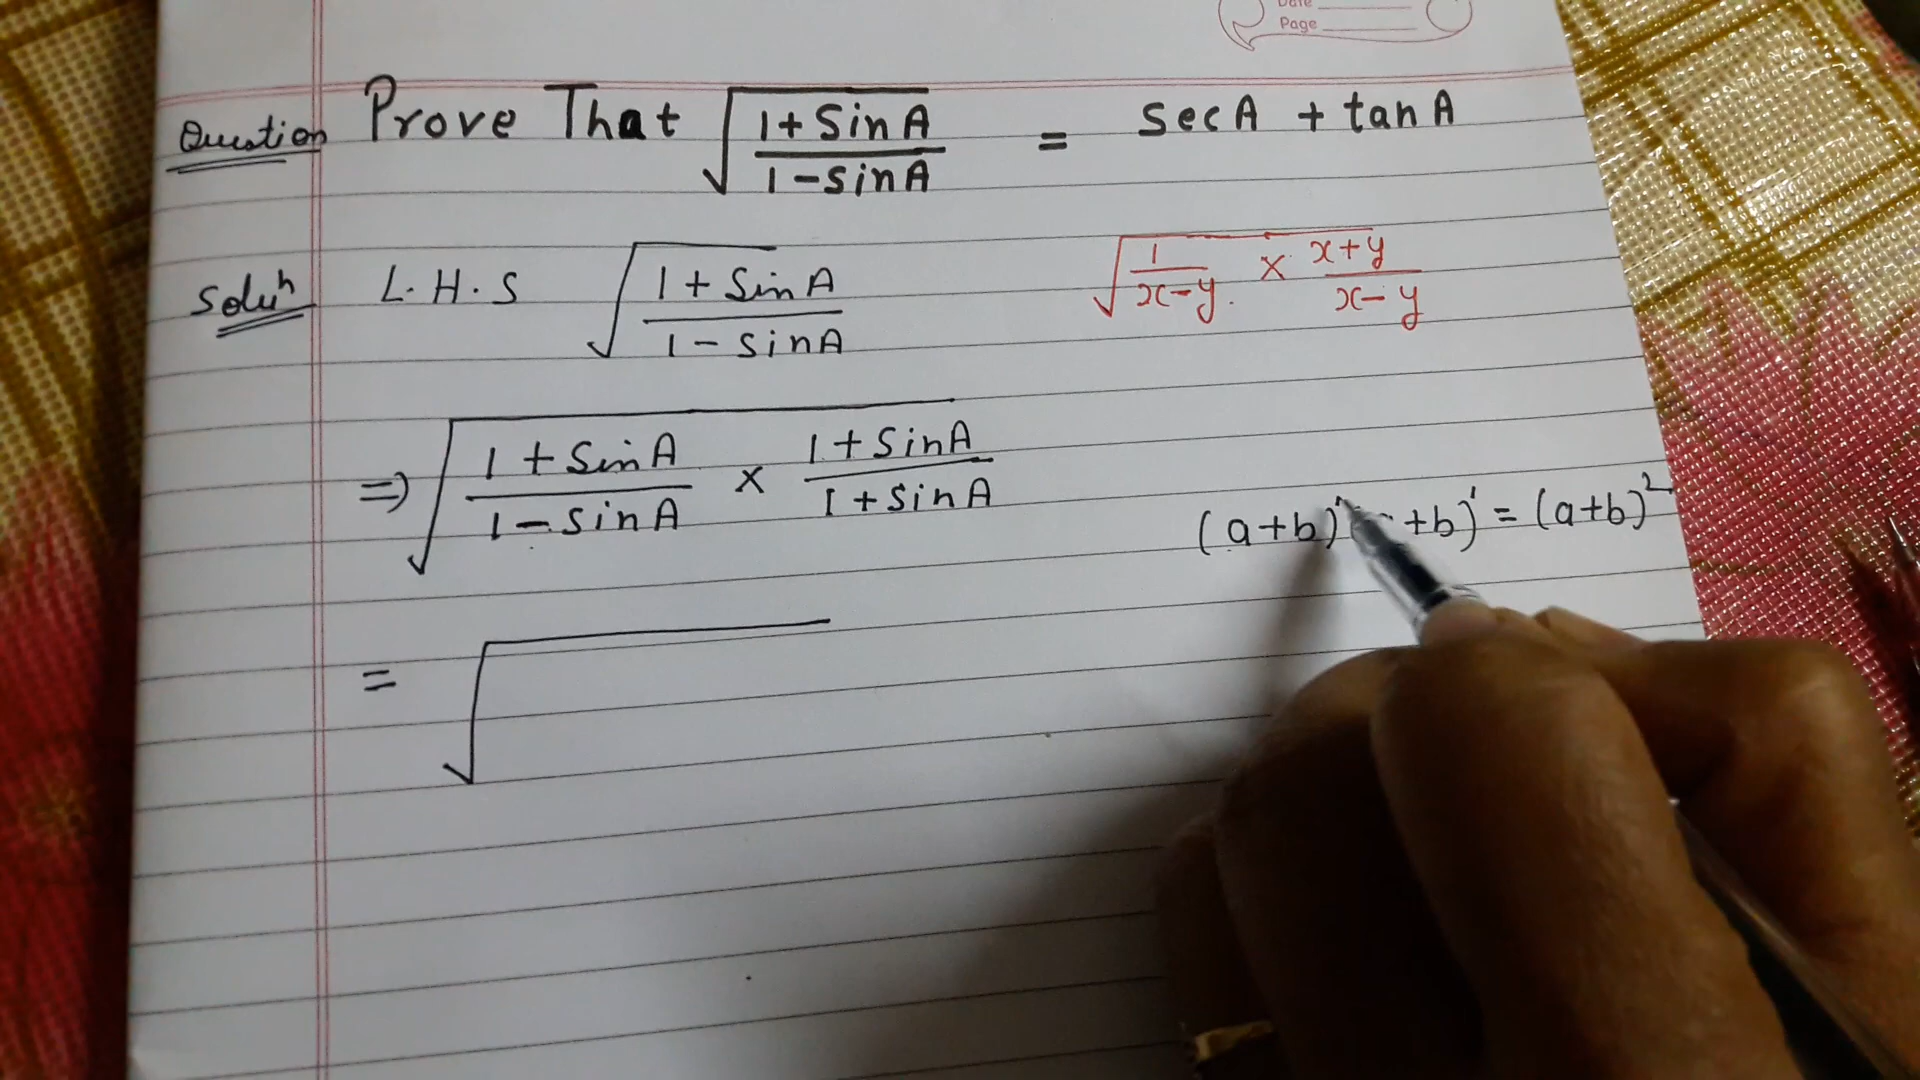 Date
Page
Question Prove That √((1+SinA)/(1-SinA)) = secA + tanA
Soluⁿ L.H.S √((1+SinA)/(1-SinA))
√(1/(x-y) × (x+y)/(x-y))
⇒ √((1+SinA)/(1-SinA) × (1+SinA)/(1+SinA))
(a+b)¹ +b)¹ = (a+b)²
= √